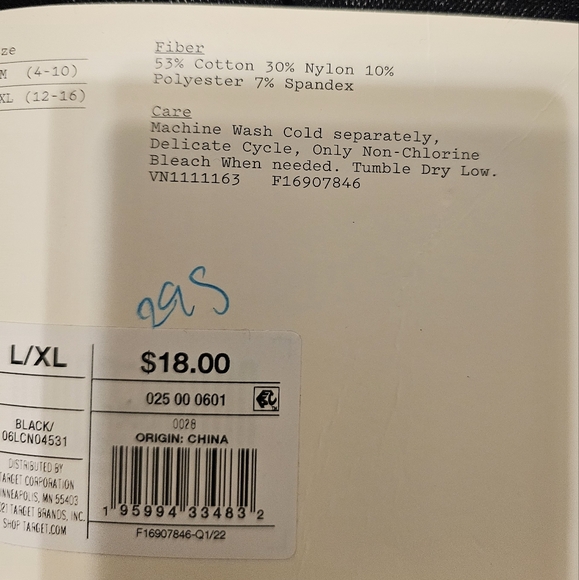 ze
M (4-10)
XL (12-16)
Fiber
53% Cotton 30% Nylon 10%
Polyester 7% Spandex
Care
Machine Wash Cold separately,
Delicate Cycle, Only Non-Chlorine
Bleach When needed. Tumble Dry Low.
VN1111163 F16907846
L/XL
BLACK/
06LCN04531
DISTRIBUTED BY
TARGET CORPORATION
INNEAPOLIS, MN 55403
21 TARGET BRANDS, INC.
SHOP TARGET.COM
$18.00
025 00 0601
0028
ORIGIN: CHINA
1 95994 33483 2
F16907846-Q1/22